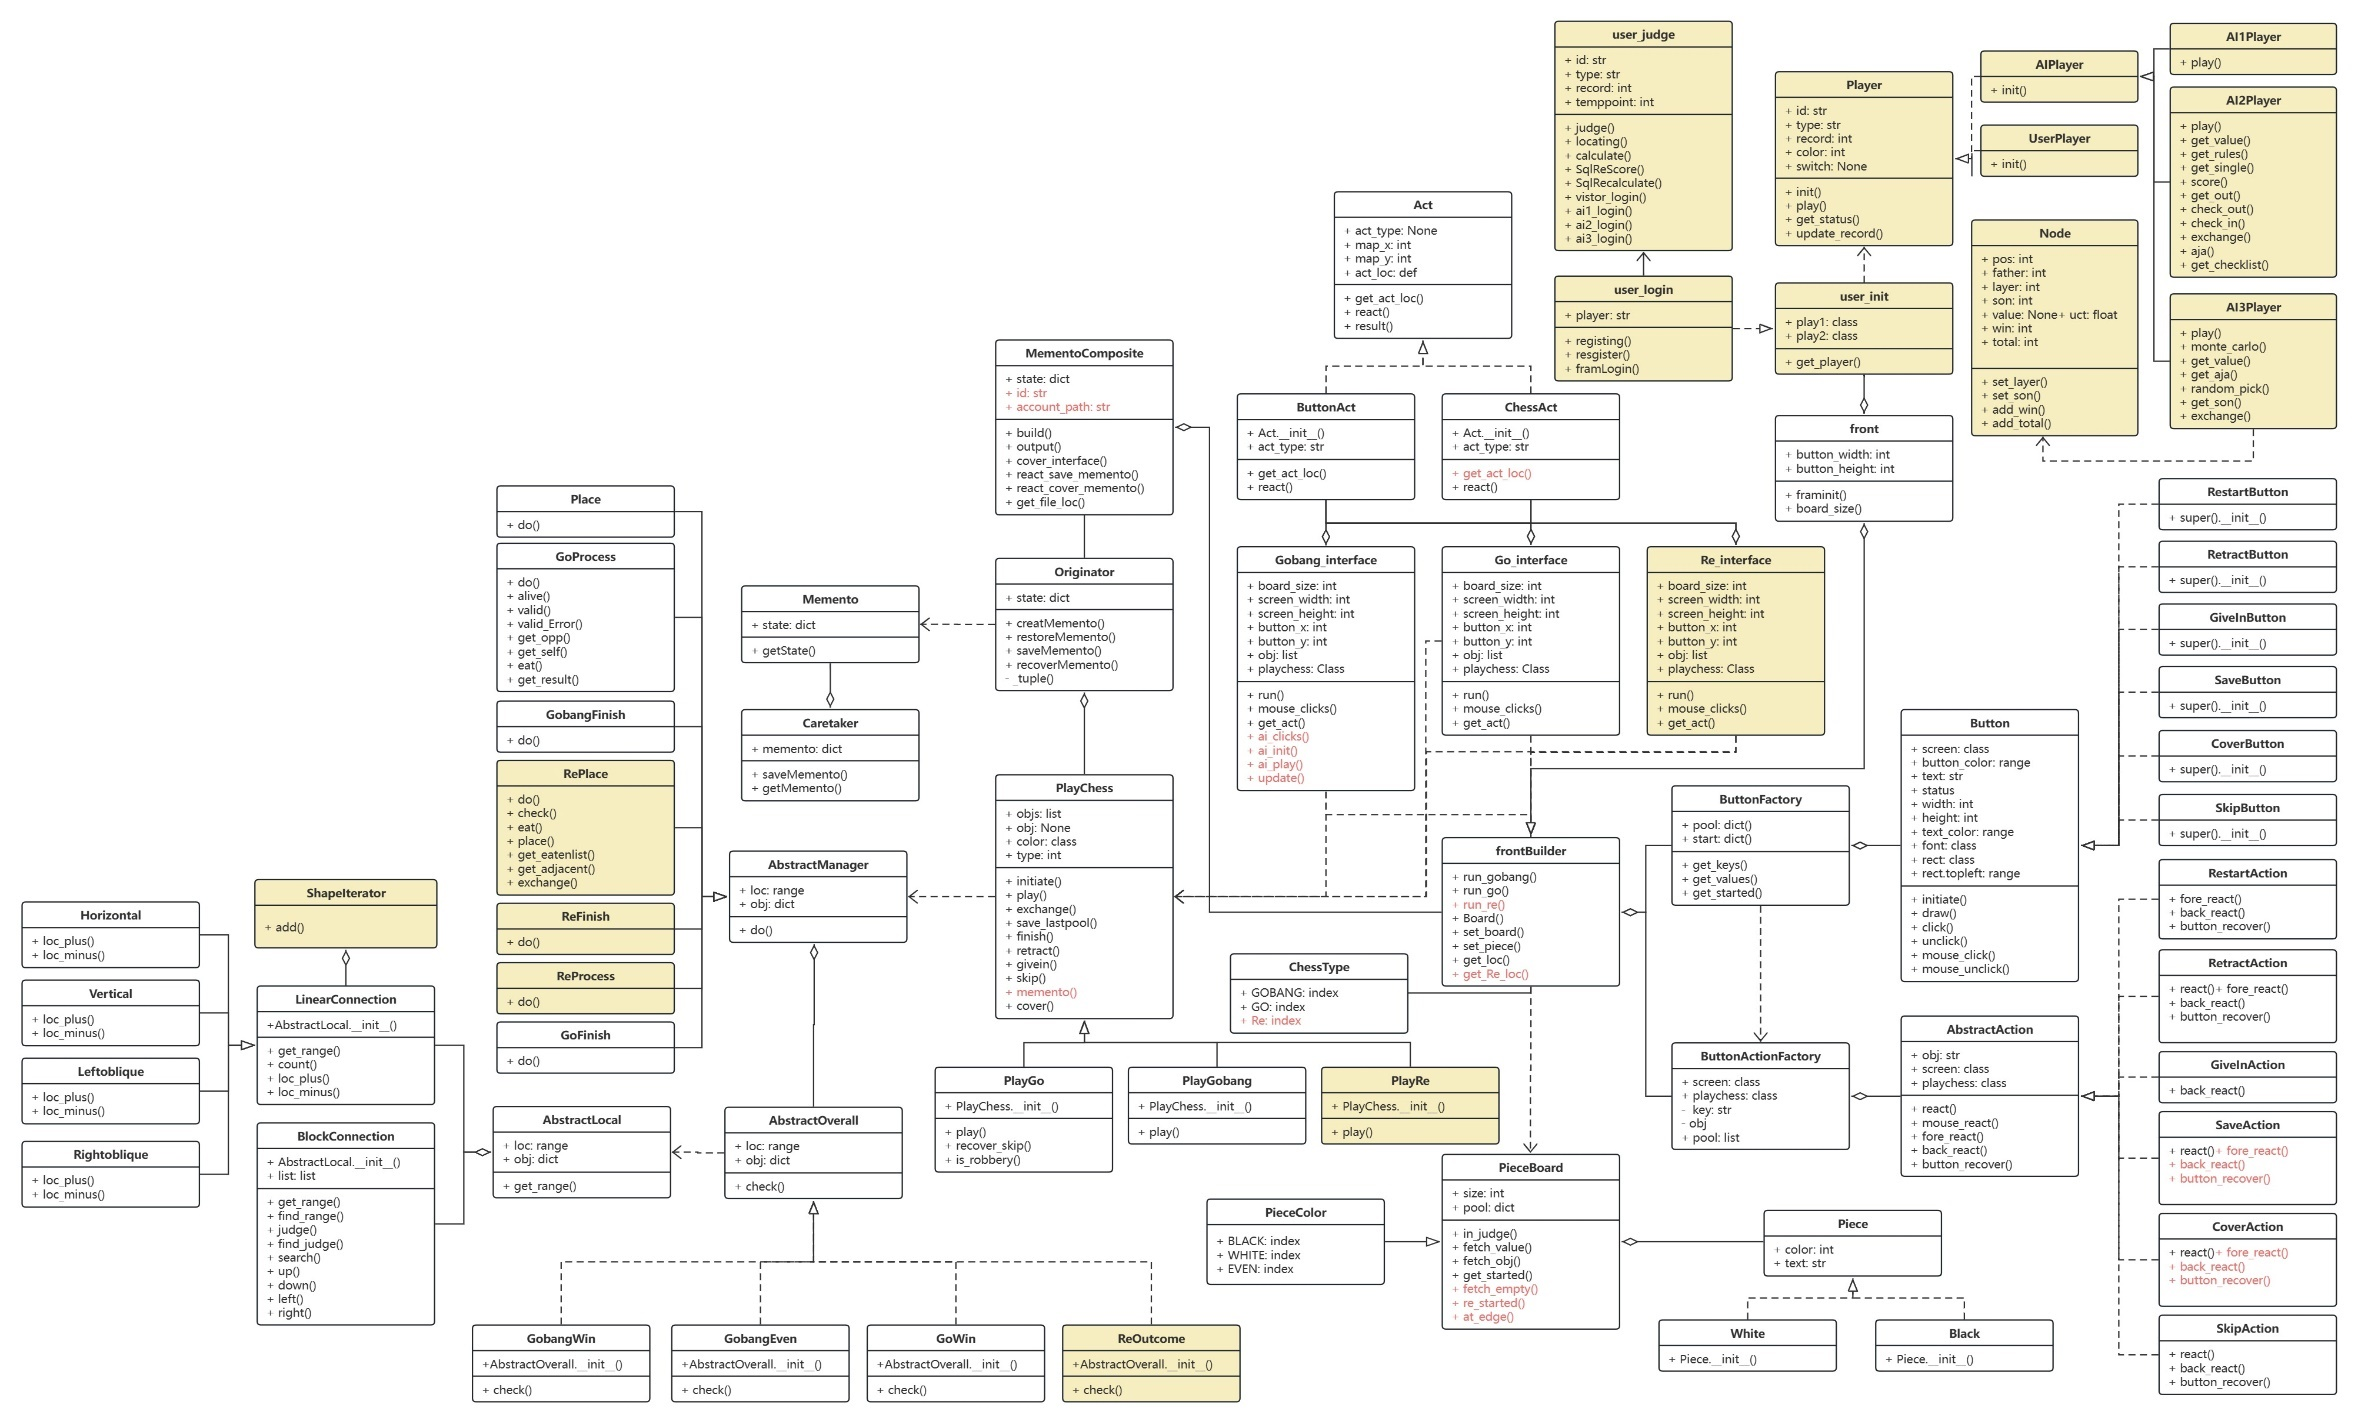 user_judge
+ id: str
+ type: str
+ record: int
+ temppoint: int
+ judge()
+ locating()
+ calculate()
+ SqlReScore()
+ SqlRecalculate()
+ vistor_login()
+ ai1_login()
+ ai2_login()
+ ai3_login()
Player
+ id: str
+ type: str
+ record: int
+ color: int
+ switch: None
+ init()
+ play()
+ get_status()
+ update_record()
AIPlayer
+ init()
UserPlayer
+ init()
AI1Player
+ play()
AI2Player
+ play()
+ get_value()
+ get_rules()
+ get_single()
+ score()
+ get_out()
+ check_out()
+ check_in()
+ exchange()
+ aja()
+ get_checklist()
AI3Player
+ play()
+ monte_carlo()
+ get_value()
+ get_aja()
+ random_pick()
+ get_son()
+ exchange()
Node
+ pos: int
+ father: int
+ layer: int
+ son: int
+ value: None+ uct: float
+ win: int
+ total: int
+ set_layer()
+ set_son()
+ add_win()
+ add_total()
Act
+ act_type: None
+ map_x: int
+ map_y: int
+ act_loc: def
+ get_act_loc()
+ react()
+ result()
user_login
+ player: str
+ registing()
+ resgister()
+ framLogin()
user_init
+ play1: class
+ play2: class
+ get_player()
front
+ button_width: int
+ button_height: int
+ framinit()
+ board_size()
MementoComposite
+ state: dict
+ id: str
+ account_path: str
+ build()
+ output()
+ cover_interface()
+ react_save_memento()
+ react_cover_memento()
+ get_file_loc()
ButtonAct
+ Act.__init__()
+ act_type: str
+ get_act_loc()
+ react()
ChessAct
+ Act.__init__()
+ act_type: str
+ get_act_loc()
+ react()
Place
+ do()
GoProcess
+ do()
+ alive()
+ valid()
+ valid_Error()
+ get_opp()
+ get_self()
+ eat()
+ get_result()
GobangFinish
+ do()
RePlace
+ do()
+ check()
+ eat()
+ place()
+ get_eatenlist()
+ get_adjacent()
+ exchange()
ReFinish
+ do()
ReProcess
+ do()
GoFinish
+ do()
Memento
+ state: dict
+ getState()
Caretaker
+ memento: dict
+ saveMemento()
+ getMemento()
Originator
+ state: dict
+ creatMemento()
+ restoreMemento()
+ saveMemento()
+ recoverMemento()
- _tuple()
Gobang_interface
+ board_size: int
+ screen_width: int
+ screen_height: int
+ button_x: int
+ button_y: int
+ obj: list
+ playchess: Class
+ run()
+ mouse_clicks()
+ get_act()
+ ai_clicks()
+ ai_init()
+ ai_play()
+ update()
Go_interface
+ board_size: int
+ screen_width: int
+ screen_height: int
+ button_x: int
+ button_y: int
+ obj: list
+ playchess: Class
+ run()
+ mouse_clicks()
+ get_act()
Re_interface
+ board_size: int
+ screen_width: int
+ screen_height: int
+ button_x: int
+ button_y: int
+ obj: list
+ playchess: Class
+ run()
+ mouse_clicks()
+ get_act()
RestartButton
+ super().__init__()
RetractButton
+ super().__init__()
GiveInButton
+ super().__init__()
SaveButton
+ super().__init__()
CoverButton
+ super().__init__()
SkipButton
+ super().__init__()
Button
+ screen: class
+ button_color: range
+ text: str
+ status
+ width: int
+ height: int
+ text_color: range
+ font: class
+ rect: class
+ rect.topleft: range
+ initiate()
+ draw()
+ click()
+ unclick()
+ mouse_click()
+ mouse_unclick()
ButtonFactory
+ pool: dict()
+ start: dict()
+ get_keys()
+ get_values()
+ get_started()
PlayChess
+ objs: list
+ obj: None
+ color: class
+ type: int
+ initiate()
+ play()
+ exchange()
+ save_lastpool()
+ finish()
+ retract()
+ givein()
+ skip()
+ memento()
+ cover()
AbstractManager
+ loc: range
+ obj: dict
+ do()
frontBuilder
+ run_gobang()
+ run_go()
+ run_re()
+ Board()
+ set_board()
+ set_piece()
+ get_loc()
+ get_Re_loc()
ChessType
+ GOBANG: index
+ GO: index
+ Re: index
ShapeIterator
+ add()
Horizontal
+ loc_plus()
+ loc_minus()
Vertical
+ loc_plus()
+ loc_minus()
Leftoblique
+ loc_plus()
+ loc_minus()
Rightoblique
+ loc_plus()
+ loc_minus()
LinearConnection
+AbstractLocal.__init__()
+ get_range()
+ count()
+ loc_plus()
+ loc_minus()
BlockConnection
+ AbstractLocal.__init__()
+ list: list
+ get_range()
+ find_range()
+ judge()
+ find_judge()
+ search()
+ up()
+ down()
+ left()
+ right()
AbstractLocal
+ loc: range
+ obj: dict
+ get_range()
AbstractOverall
+ loc: range
+ obj: dict
+ check()
PlayGo
+ PlayChess.__init__()
+ play()
+ recover_skip()
+ is_robbery()
PlayGobang
+ PlayChess.__init__()
+ play()
PlayRe
+ PlayChess.__init__()
+ play()
ButtonActionFactory
+ screen: class
+ playchess: class
- key: str
- obj
+ pool: list
AbstractAction
+ obj: str
+ screen: class
+ playchess: class
+ react()
+ mouse_react()
+ fore_react()
+ back_react()
+ button_recover()
RestartAction
+ fore_react()
+ back_react()
+ button_recover()
RetractAction
+ react()+ fore_react()
+ back_react()
+ button_recover()
GiveInAction
+ back_react()
SaveAction
+ react()+ fore_react()
+ back_react()
+ button_recover()
CoverAction
+ react()+ fore_react()
+ back_react()
+ button_recover()
SkipAction
+ react()
+ back_react()
+ button_recover()
PieceBoard
+ size: int
+ pool: dict
+ in_judge()
+ fetch_value()
+ fetch_obj()
+ get_started()
+ fetch_empty()
+ re_started()
+ at_edge()
PieceColor
+ BLACK: index
+ WHITE: index
+ EVEN: index
Piece
+ color: int
+ text: str
White
+ Piece.__init__()
Black
+ Piece.__init__()
GobangWin
+AbstractOverall.__init__()
+ check()
GobangEven
+AbstractOverall.__init__()
+ check()
GoWin
+AbstractOverall.__init__()
+ check()
ReOutcome
+AbstractOverall.__init__()
+ check()